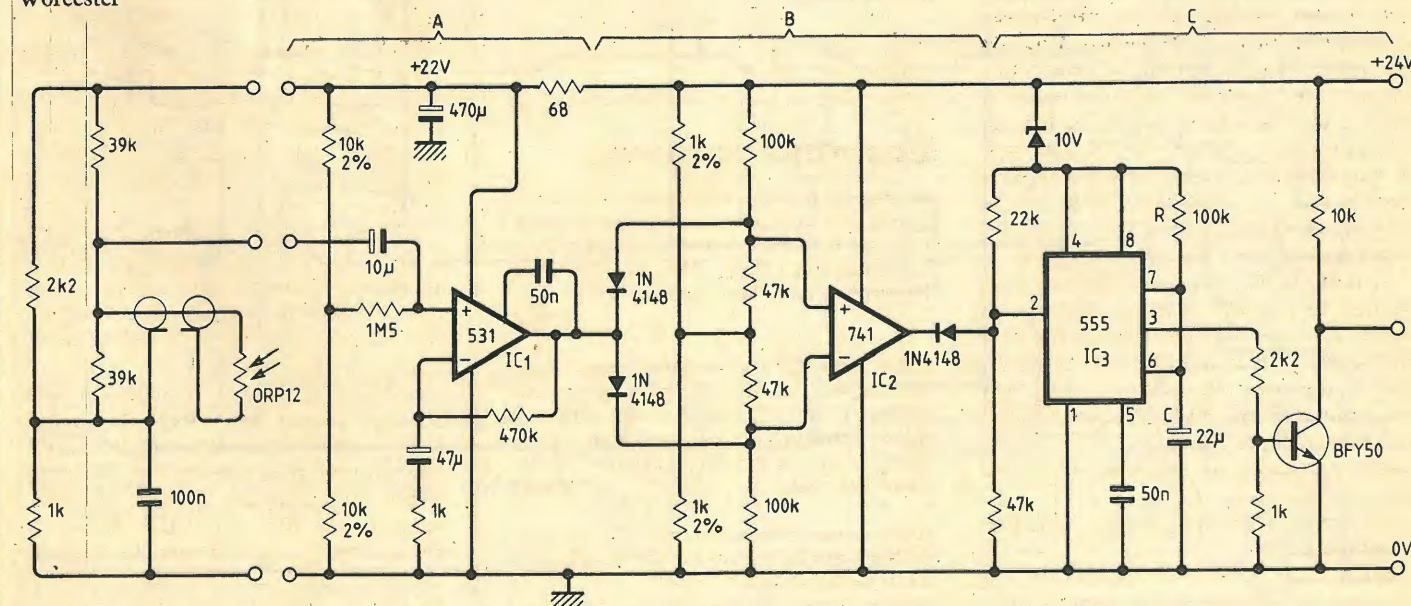 Worcester
A
B
C
+22V
+24V
470µ
68
39k
10k
2%
1k
2%
100k
10V
10k
22k
R
100k
4
8
10µ
50n
1N
4148
47k
7
2k2
2
555
3
1M5
+
531
IC1
−
+
741
IC2
−
1N4148
IC3
2k2
6
39k
ORP12
1N
4148
47k
1
5
C
22µ
BFY50
470k
47µ
100n
1k
10k
2%
1k
1k
2%
100k
47k
50n
1k
0V